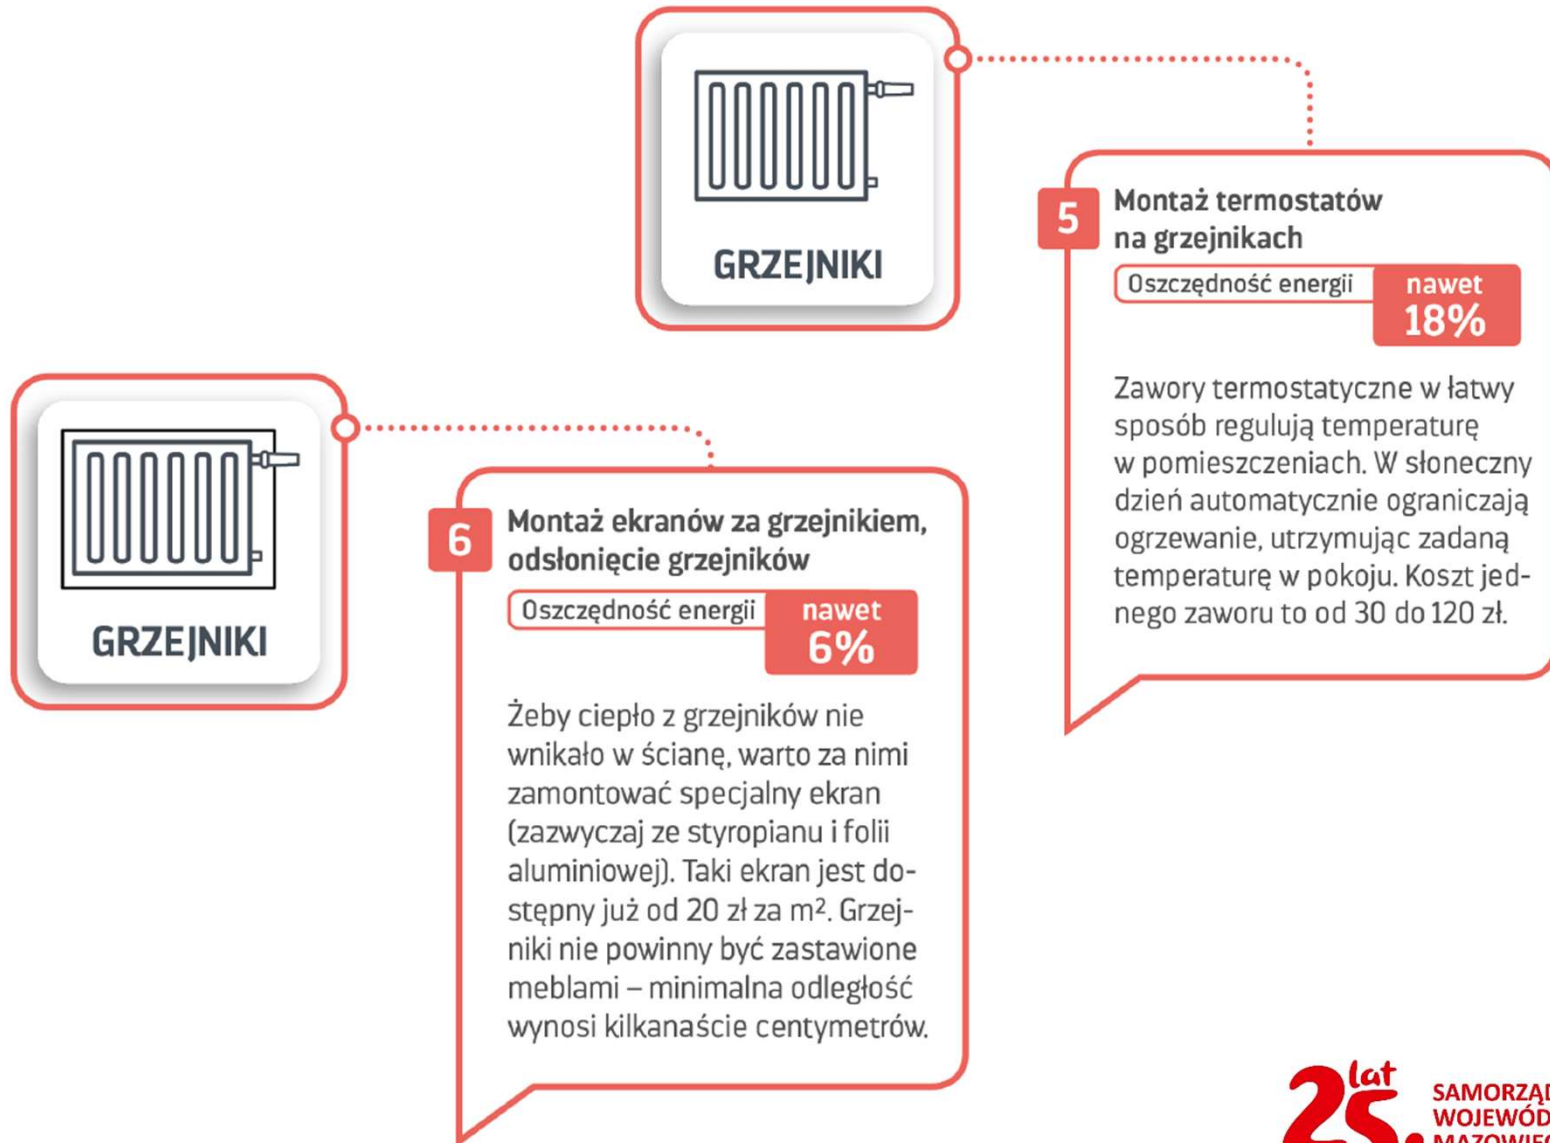 GRZEJNIKI
5
Montaż termostatów
na grzejnikach
Oszczędność energii
nawet
18%
Zawory termostatyczne w łatwy
sposób regulują temperaturę
w pomieszczeniach. W słoneczny
dzień automatycznie ograniczają
ogrzewanie, utrzymując zadaną
temperaturę w pokoju. Koszt jed-
nego zaworu to od 30 do 120 zł.
GRZEJNIKI
6
Montaż ekranów za grzejnikiem,
odsłonięcie grzejników
Oszczędność energii
nawet
6%
Żeby ciepło z grzejników nie
wnikało w ścianę, warto za nimi
zamontować specjalny ekran
(zazwyczaj ze styropianu i folii
aluminiowej). Taki ekran jest do-
stępny już od 20 zł za m². Grzej-
niki nie powinny być zastawione
meblami – minimalna odległość
wynosi kilkanaście centymetrów.
25 lat
SAMORZĄD
WOJEWÓD